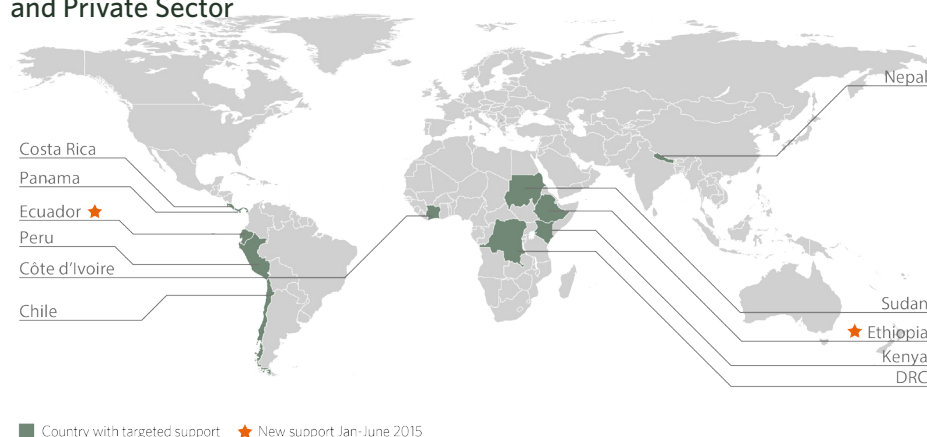 and Private Sector
Nepal
Costa Rica
Panama
Ecuador
Peru
Côte d'Ivoire
Chile
Sudan
Ethiopia
Kenya
DRC
Country with targeted support
New support Jan-June 2015